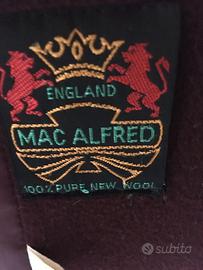 ENGLAND
MAC ALFRED
100% PURE NEW WOOL
subito